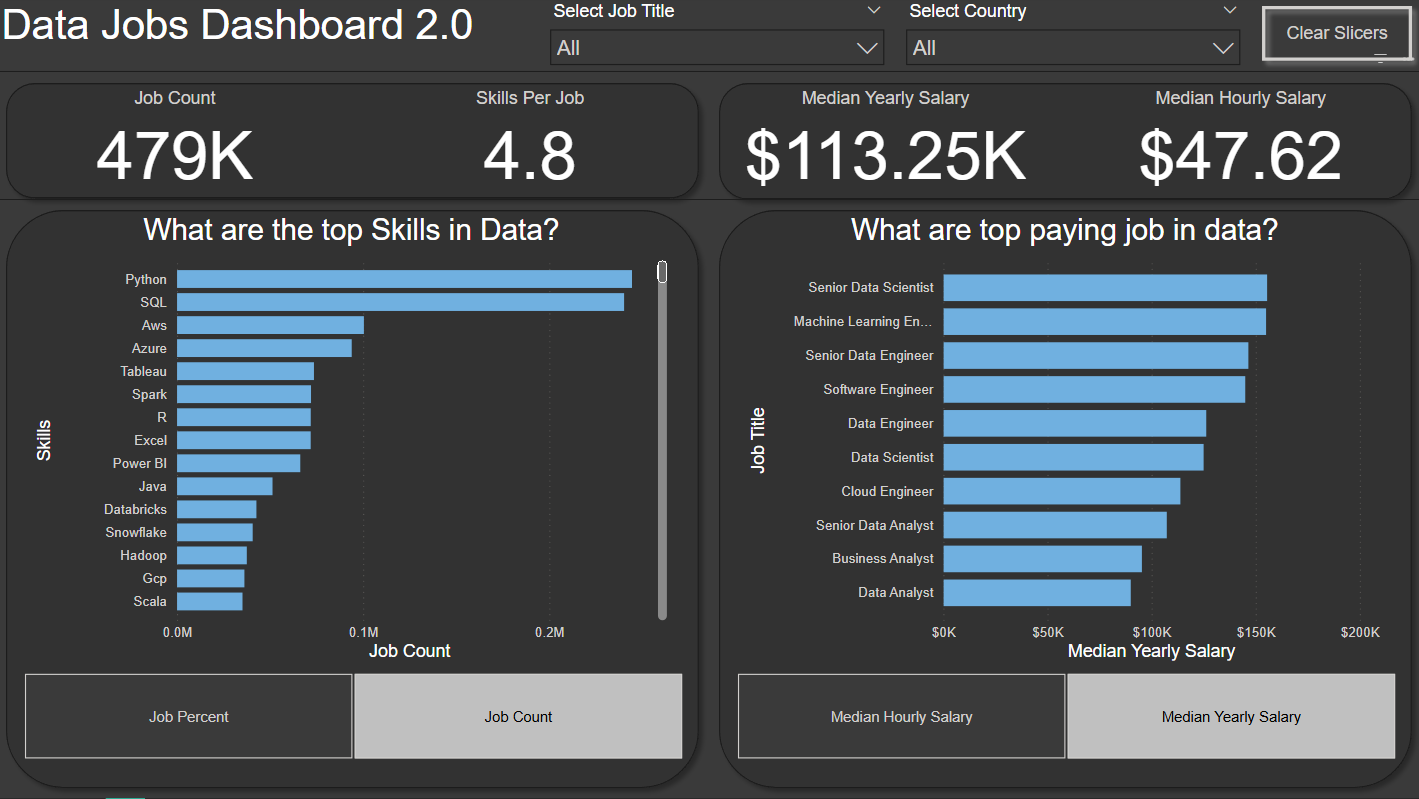 Data Jobs Dashboard 2.0
Select Job Title
All
Select Country
All
Clear Slicers
Job Count
479K
Skills Per Job
4.8
Median Yearly Salary
$113.25K
Median Hourly Salary
$47.62
What are the top Skills in Data?
Skills
Python
SQL
Aws
Azure
Tableau
Spark
R
Excel
Power BI
Java
Databricks
Snowflake
Hadoop
Gcp
Scala
0.0M 0.1M 0.2M
Job Count
Job Percent
Job Count
What are top paying job in data?
Job Title
Senior Data Scientist
Machine Learning En...
Senior Data Engineer
Software Engineer
Data Engineer
Data Scientist
Cloud Engineer
Senior Data Analyst
Business Analyst
Data Analyst
$0K $50K $100K $150K $200K
Median Yearly Salary
Median Hourly Salary
Median Yearly Salary